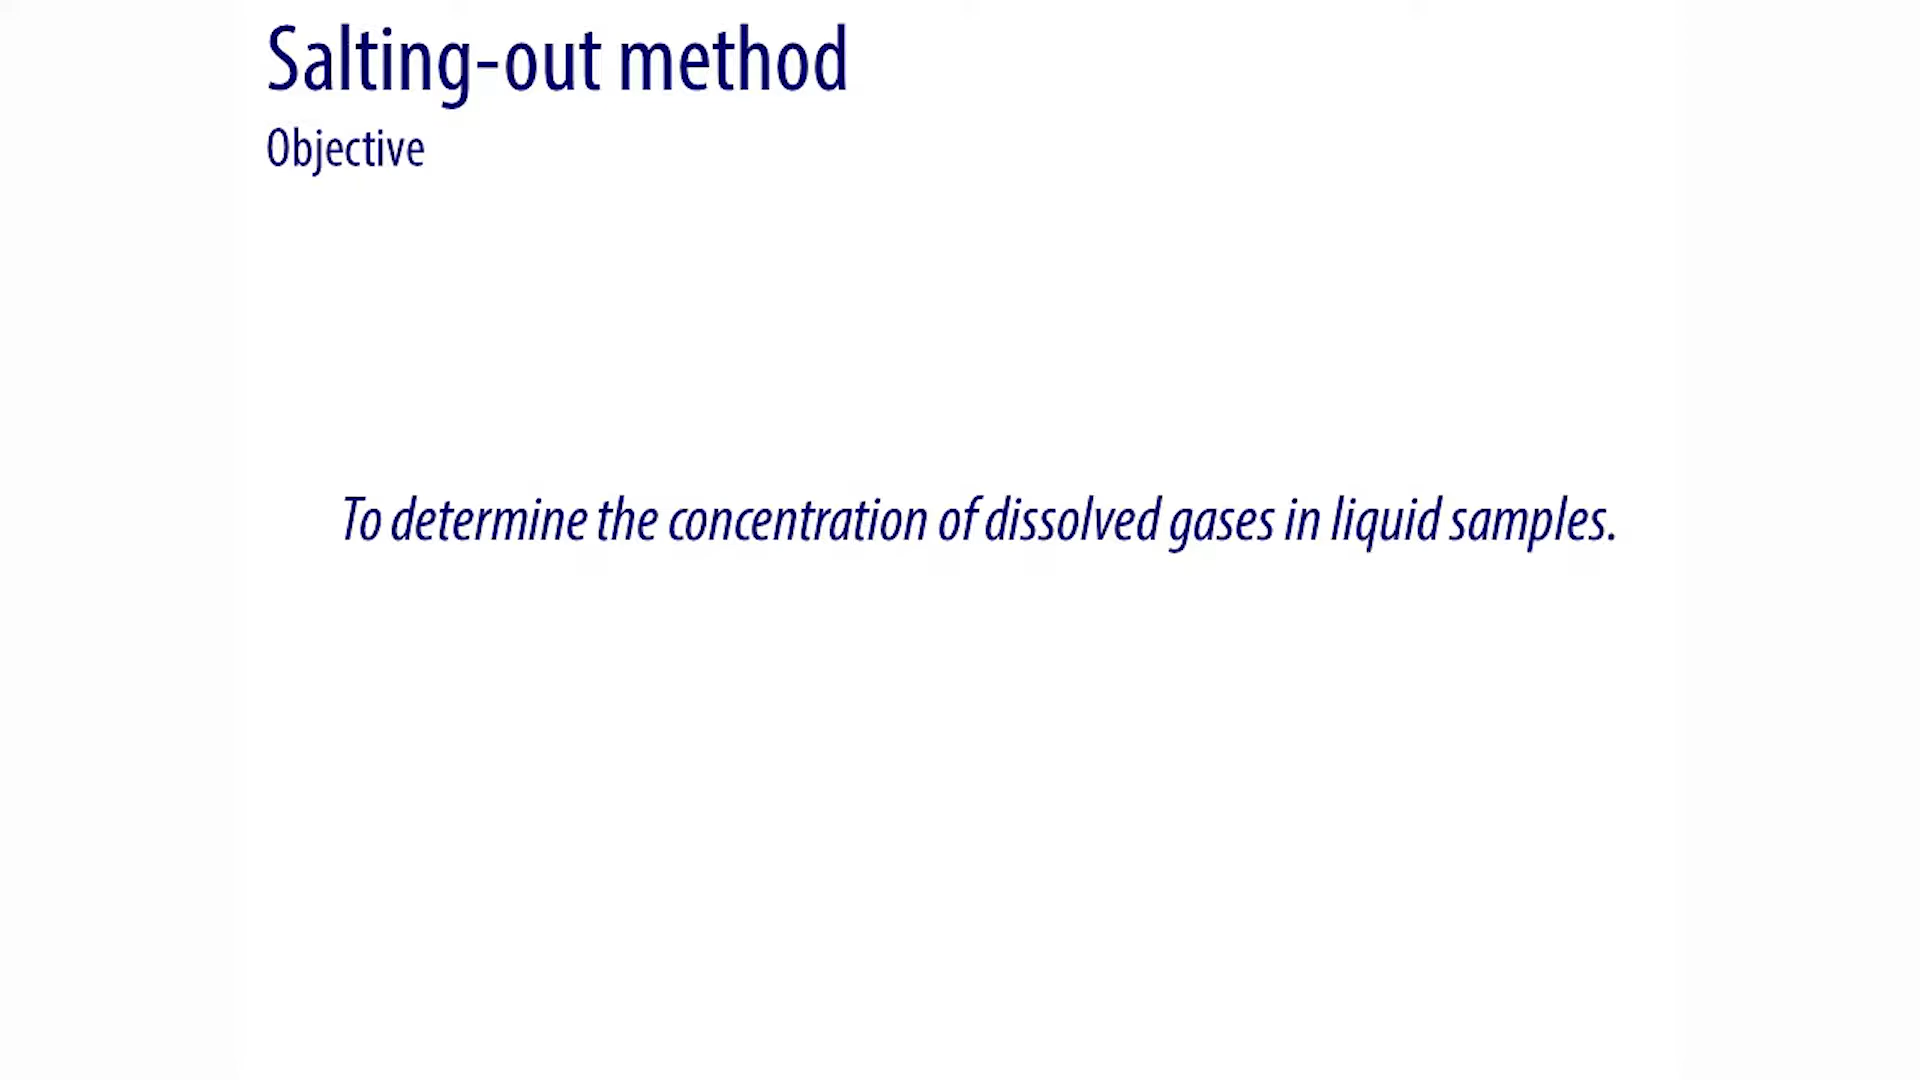 Salting-out method
Objective
To determine the concentration of dissolved gases in liquid samples.